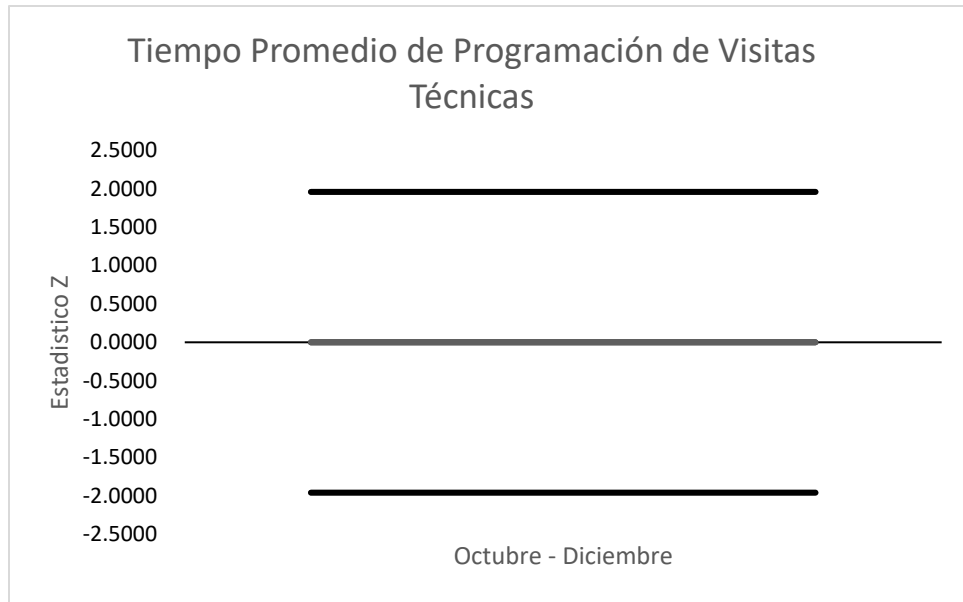 Tiempo Promedio de Programación de Visitas
Técnicas
2.5000
2.0000
1.5000
1.0000
0.5000
0.0000
-0.5000
-1.0000
-1.5000
-2.0000
-2.5000
Estadistico Z
Octubre - Diciembre